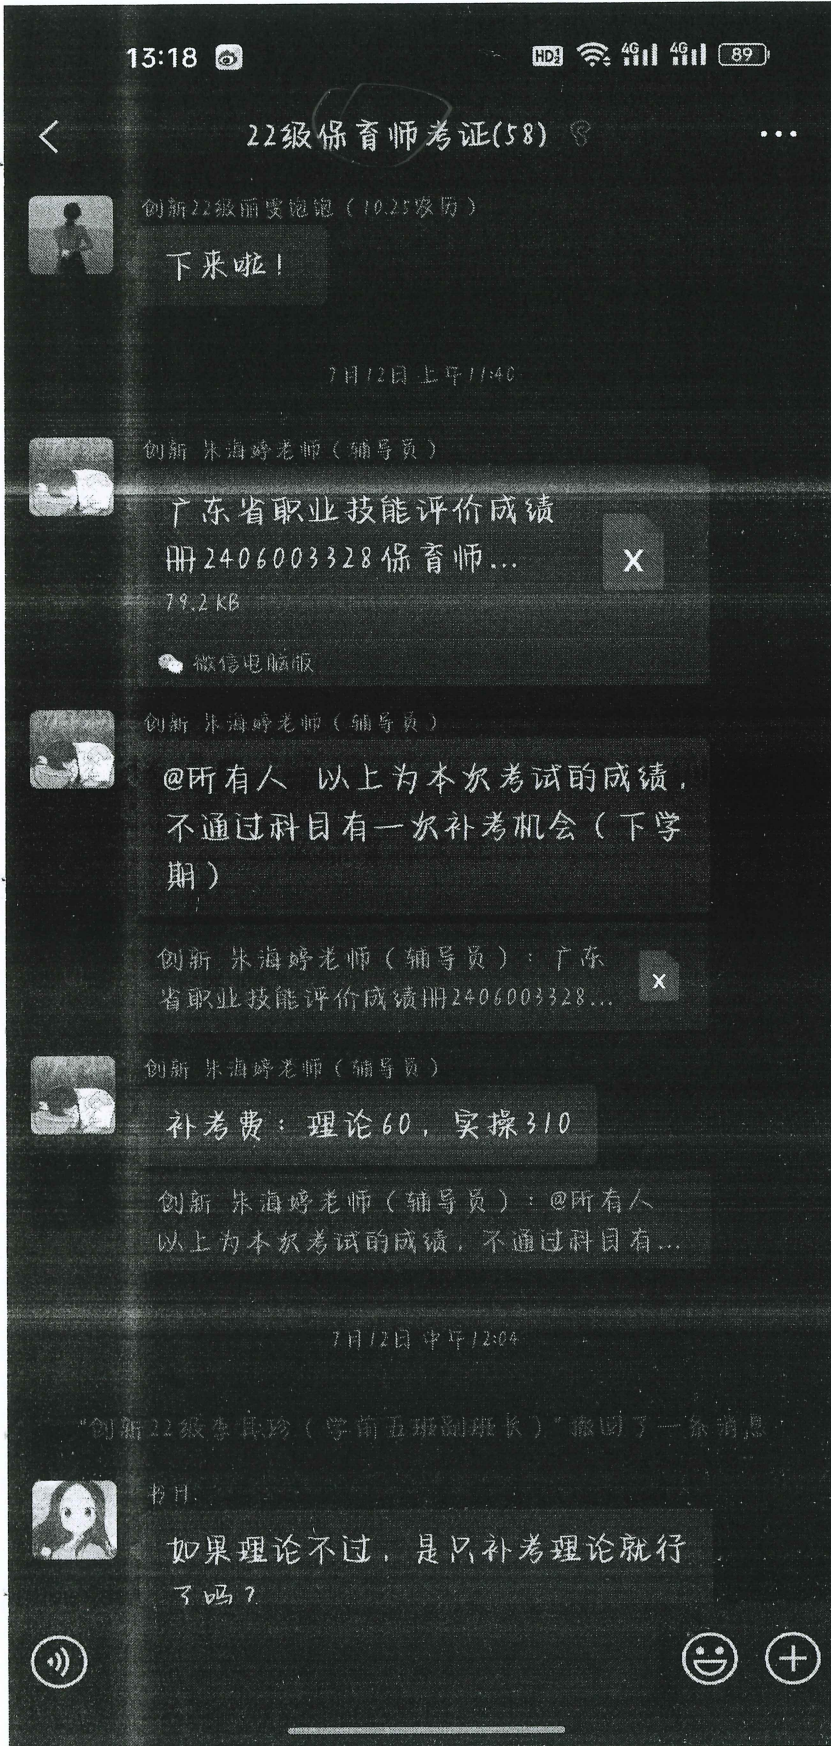 13:18
HD 4G 4G 89
22级保育师考证(58)
创新22级丽雯饱饱（10.25农历）
下来啦！
7月12日 上午11:40
创新 朱海婷老师（辅导员）
广东省职业技能评价成绩
册2406003328保育师...
79.2 KB
微信电脑版
创新 朱海婷老师（辅导员）
@所有人 以上为本次考试的成绩，
不通过科目有一次补考机会（下学
期）
创新 朱海婷老师（辅导员）：广东
省职业技能评价成绩册2406003328...
创新 朱海婷老师（辅导员）
补考费：理论60，实操310
创新 朱海婷老师（辅导员）：@所有人
以上为本次考试的成绩，不通过科目有...
7月12日 中午12:04
"创新22级李 珍（学前五班副班长）"撤回了一条消息
如果理论不过，是只补考理论就行
了吗？